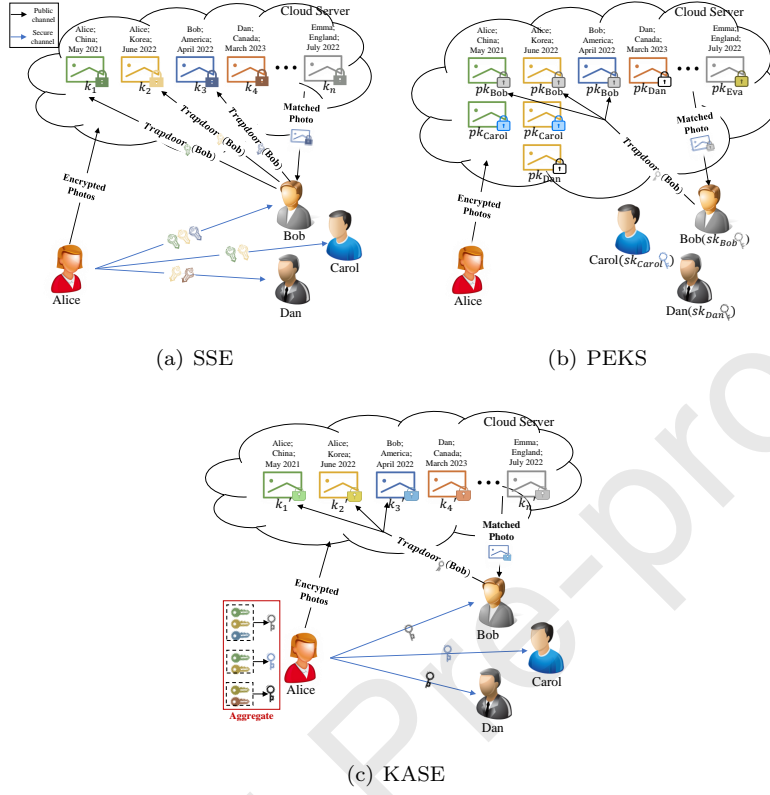 Public
channel
Secure
channel
Cloud Server
Alice;
China;
May 2021
Alice;
Korea;
June 2022
Bob;
America;
April 2022
Dan;
Canada;
March 2023
Emma;
England;
July 2022
k1
k2
k3
k4
kn
Trapdoor (Bob)
Trapdoor (Bob)
Trapdoor (Bob)
Matched
Photo
Encrypted
Photos
Alice
Bob
Carol
Dan
(a) SSE
Cloud Server
Alice;
China;
May 2021
Alice;
Korea;
June 2022
Bob;
America;
April 2022
Dan;
Canada;
March 2023
Emma;
England;
July 2022
pkBob
pkBob
pkBob
pkDan
pkEva
pkCarol
pkCarol
pkDan
Matched
Photo
Trapdoor (Bob)
Encrypted
Photos
Alice
Bob(skBob)
Carol(skCarol)
Dan(skDan)
(b) PEKS
Cloud Server
Alice;
China;
May 2021
Alice;
Korea;
June 2022
Bob;
America;
April 2022
Dan;
Canada;
March 2023
Emma;
England;
July 2022
k1
k2
k3
k4
kn
Matched
Photo
Trapdoor (Bob)
Encrypted
Photos
Aggregate
Alice
Bob
Carol
Dan
(c) KASE
Pre-pro